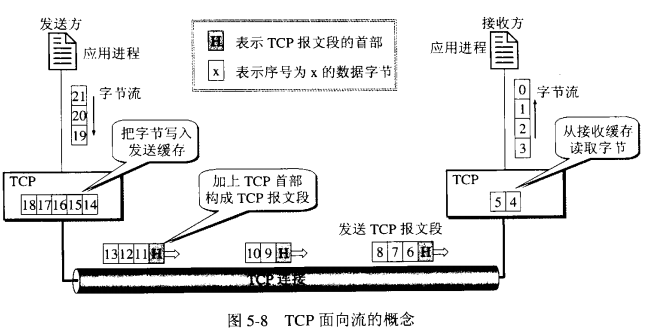 发送方
接收方
应用进程
应用进程
H 表示 TCP 报文段的首部
x 表示序号为 x 的数据字节
21
20
19
字节流
0
1
2
3
字节流
把字节写入
发送缓存
从接收缓存
读取字节
TCP
18 17 16 15 14
加上 TCP 首部
构成 TCP 报文段
TCP
5 4
发送 TCP 报文段
13 12 11 H
10 9 H
8 7 6 H
TCP 连接
图 5-8 TCP 面向流的概念